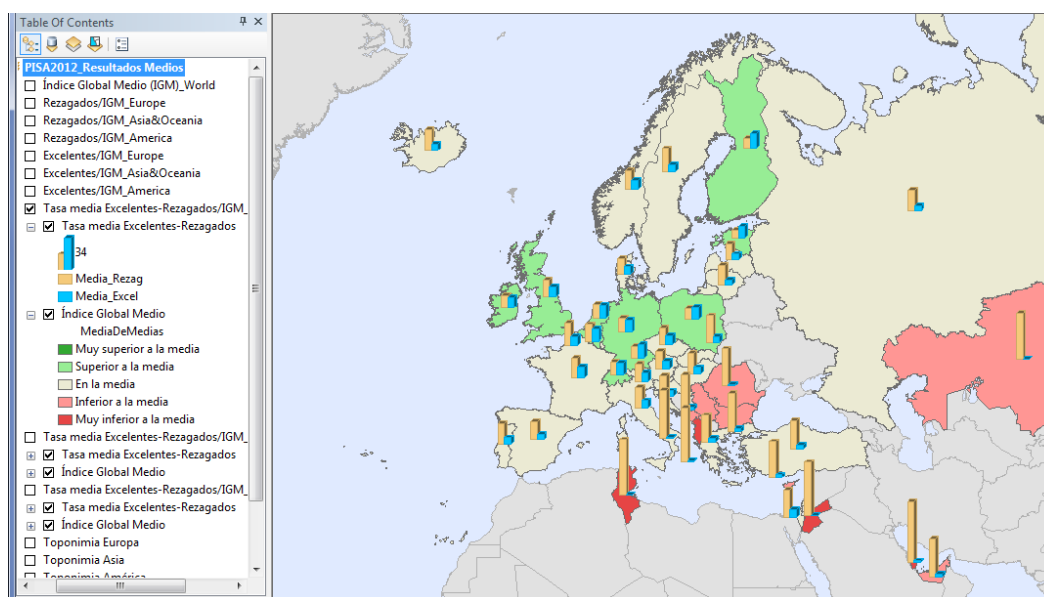 Table Of Contents
PISA2012_Resultados Medios
Índice Global Medio (IGM)_World
Rezagados/IGM_Europe
Rezagados/IGM_Asia&Oceania
Rezagados/IGM_America
Excelentes/IGM_Europe
Excelentes/IGM_Asia&Oceania
Excelentes/IGM_America
Tasa media Excelentes-Rezagados/IGM_
Tasa media Excelentes-Rezagados
34
Media_Rezag
Media_Excel
Índice Global Medio
MediaDeMedias
Muy superior a la media
Superior a la media
En la media
Inferior a la media
Muy inferior a la media
Tasa media Excelentes-Rezagados/IGM_
Tasa media Excelentes-Rezagados
Índice Global Medio
Tasa media Excelentes-Rezagados/IGM_
Tasa media Excelentes-Rezagados
Índice Global Medio
Toponimia Europa
Toponimia Asia
Toponimia América